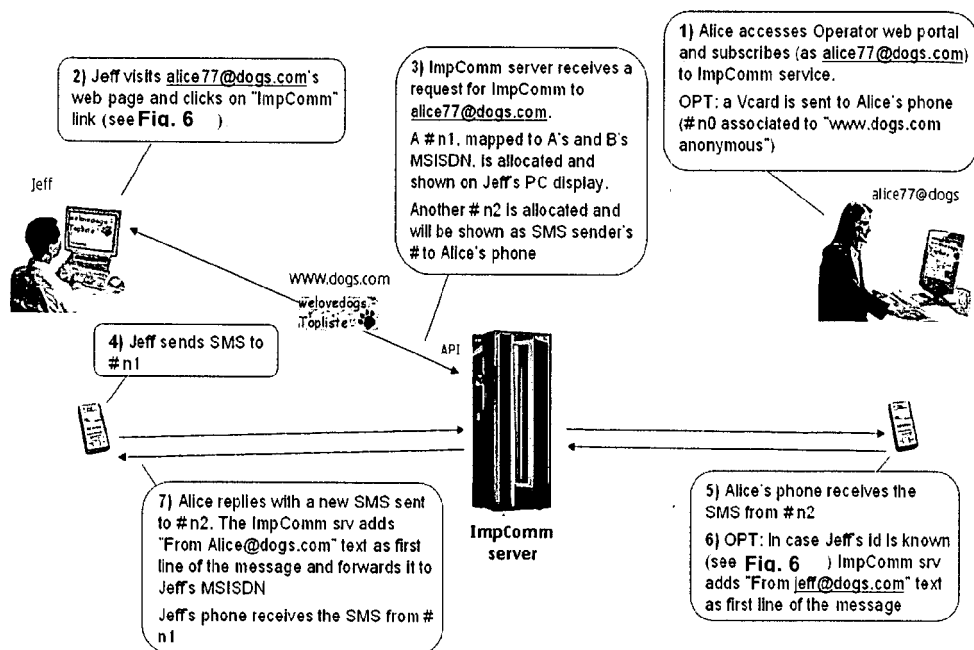 1) Alice accesses Operator web portal
and subscribes (as alice77@dogs.com)
to ImpComm service.
OPT: a Vcard is sent to Alice's phone
(#n0 associated to "www.dogs.com
anonymous")
2) Jeff visits alice77@dogs.com's
web page and clicks on "ImpComm"
link (see Fig. 6 )
3) ImpComm server receives a
request for ImpComm to
alice77@dogs.com.
A #n1, mapped to A's and B's
MSISDN, is allocated and
shown on Jeff's PC display.
Another #n2 is allocated and
will be shown as SMS sender's
# to Alice's phone
Jeff
alice77@dogs
www.dogs.com
welovedogs
Topliste
API
4) Jeff sends SMS to
#n1
ImpComm
server
5) Alice's phone receives the
SMS from #n2
6) OPT: In case Jeff's id is known
(see Fig. 6 ) ImpComm srv
adds "From jeff@dogs.com" text
as first line of the message
7) Alice replies with a new SMS sent
to #n2. The ImpComm srv adds
"From Alice@dogs.com" text as first
line of the message and forwards it to
Jeff's MSISDN
Jeff's phone receives the SMS from #
n1